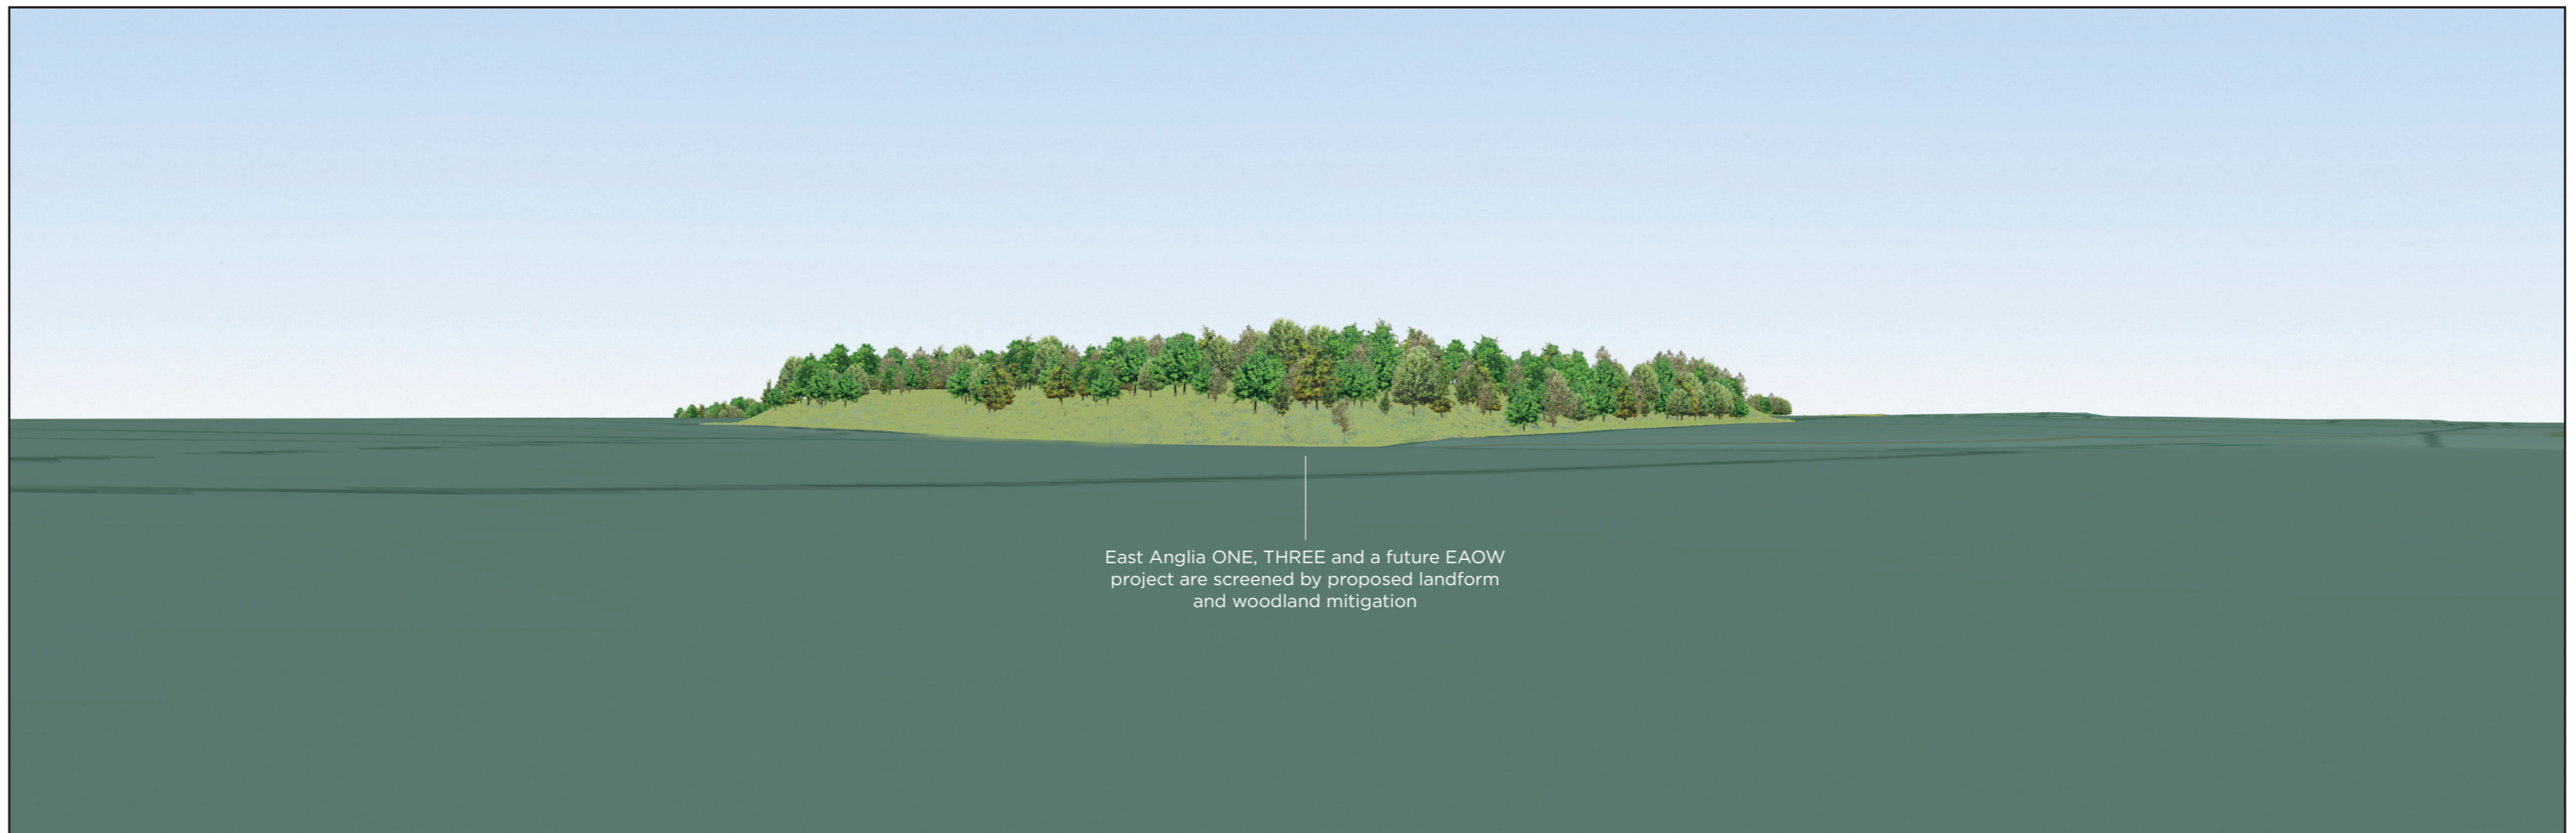 East Anglia ONE, THREE and a future EAOW
project are screened by proposed landform
and woodland mitigation